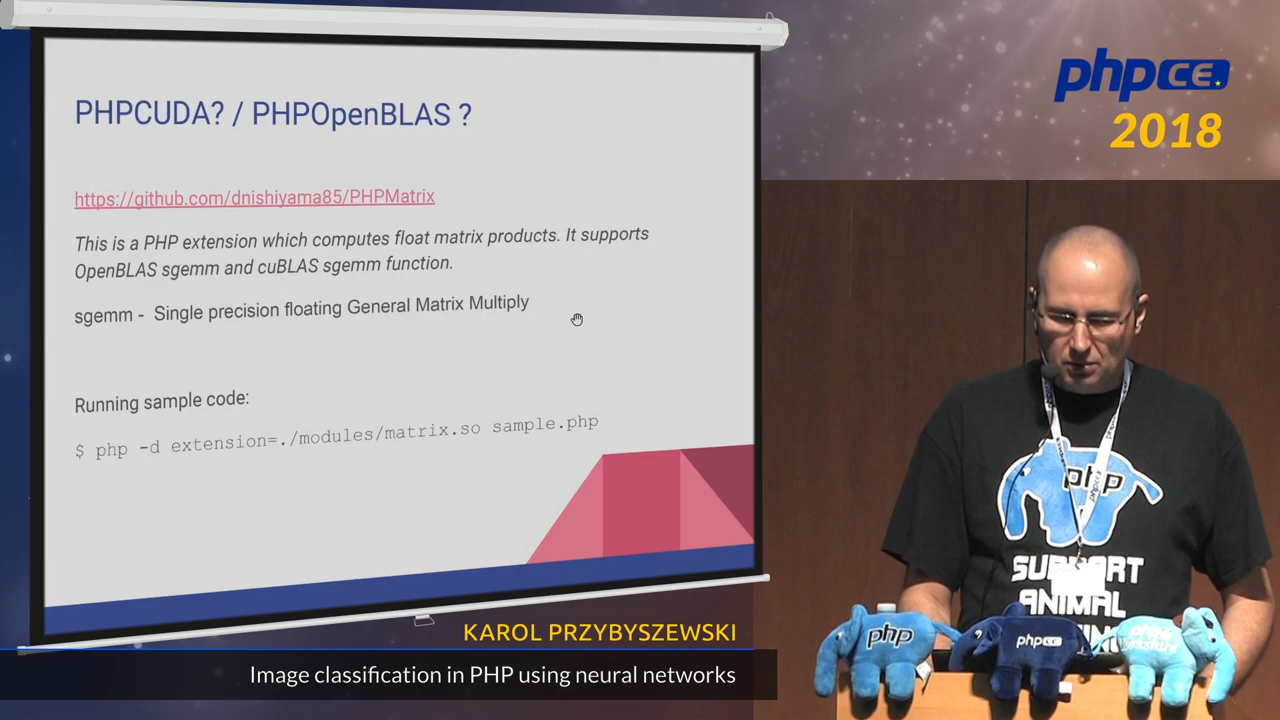 PHPCUDA? / PHPOpenBLAS ?
https://github.com/dnishiyama85/PHPMatrix
This is a PHP extension which computes float matrix products. It supports
OpenBLAS sgemm and cuBLAS sgemm function.
sgemm - Single precision floating General Matrix Multiply
Running sample code:
$ php -d extension=./modules/matrix.so sample.php
KAROL PRZYBYSZEWSKI
Image classification in PHP using neural networks
phpCE
2018
php
phpce
ANIMAL
php
phpce